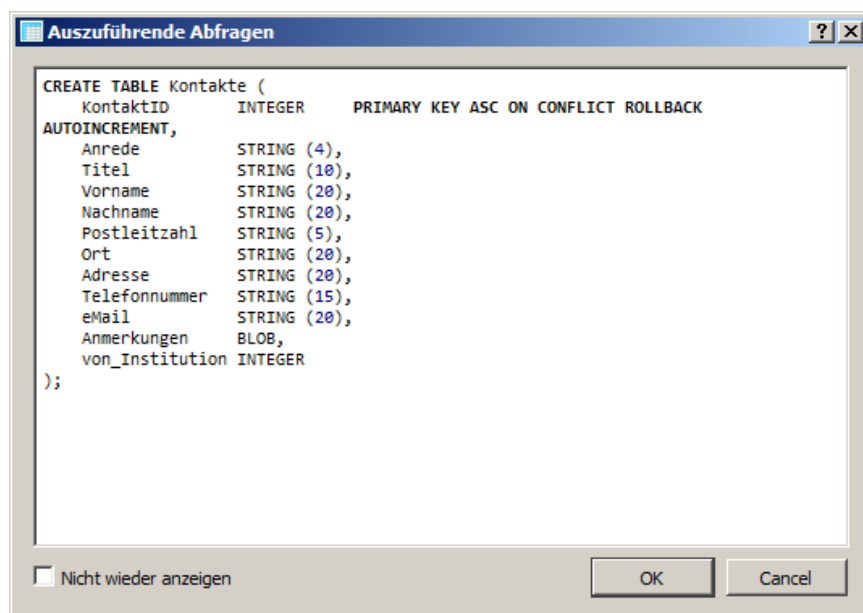 Auszuführende Abfragen
CREATE TABLE Kontakte (
    KontaktID       INTEGER     PRIMARY KEY ASC ON CONFLICT ROLLBACK
AUTOINCREMENT,
    Anrede          STRING (4),
    Titel           STRING (10),
    Vorname         STRING (20),
    Nachname        STRING (20),
    Postleitzahl    STRING (5),
    Ort             STRING (20),
    Adresse         STRING (20),
    Telefonnummer   STRING (15),
    eMail           STRING (20),
    Anmerkungen     BLOB,
    von_Institution INTEGER
);
Nicht wieder anzeigen
OK
Cancel